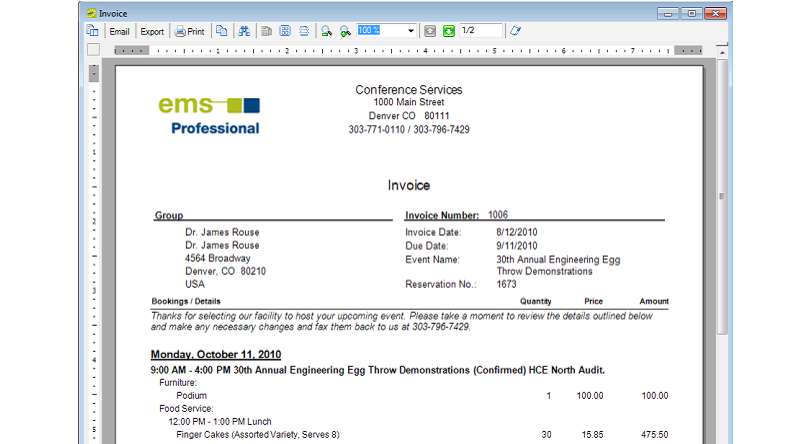 Invoice
Email Export Print 100 % 1/2
1 2 3 4 5 6 7
Conference Services
1000 Main Street
Denver CO 80111
303-771-0110 / 303-796-7429
ems
Professional
Invoice
Group Invoice Number: 1006
Dr. James Rouse Invoice Date: 8/12/2010
Dr. James Rouse Due Date: 9/11/2010
4564 Broadway Event Name: 30th Annual Engineering Egg
Denver, CO 80210 Throw Demonstrations
USA Reservation No.: 1673
Bookings / Details Quantity Price Amount
Thanks for selecting our facility to host your upcoming event. Please take a moment to review the details outlined below
and make any necessary changes and fax them back to us at 303-796-7429.
Monday, October 11, 2010
9:00 AM - 4:00 PM 30th Annual Engineering Egg Throw Demonstrations (Confirmed) HCE North Audit.
Furniture:
Podium 1 100.00 100.00
Food Service:
12:00 PM - 1:00 PM Lunch
Finger Cakes (Assorted Variety, Serves 8) 30 15.85 475.50
1
2
3
4
5